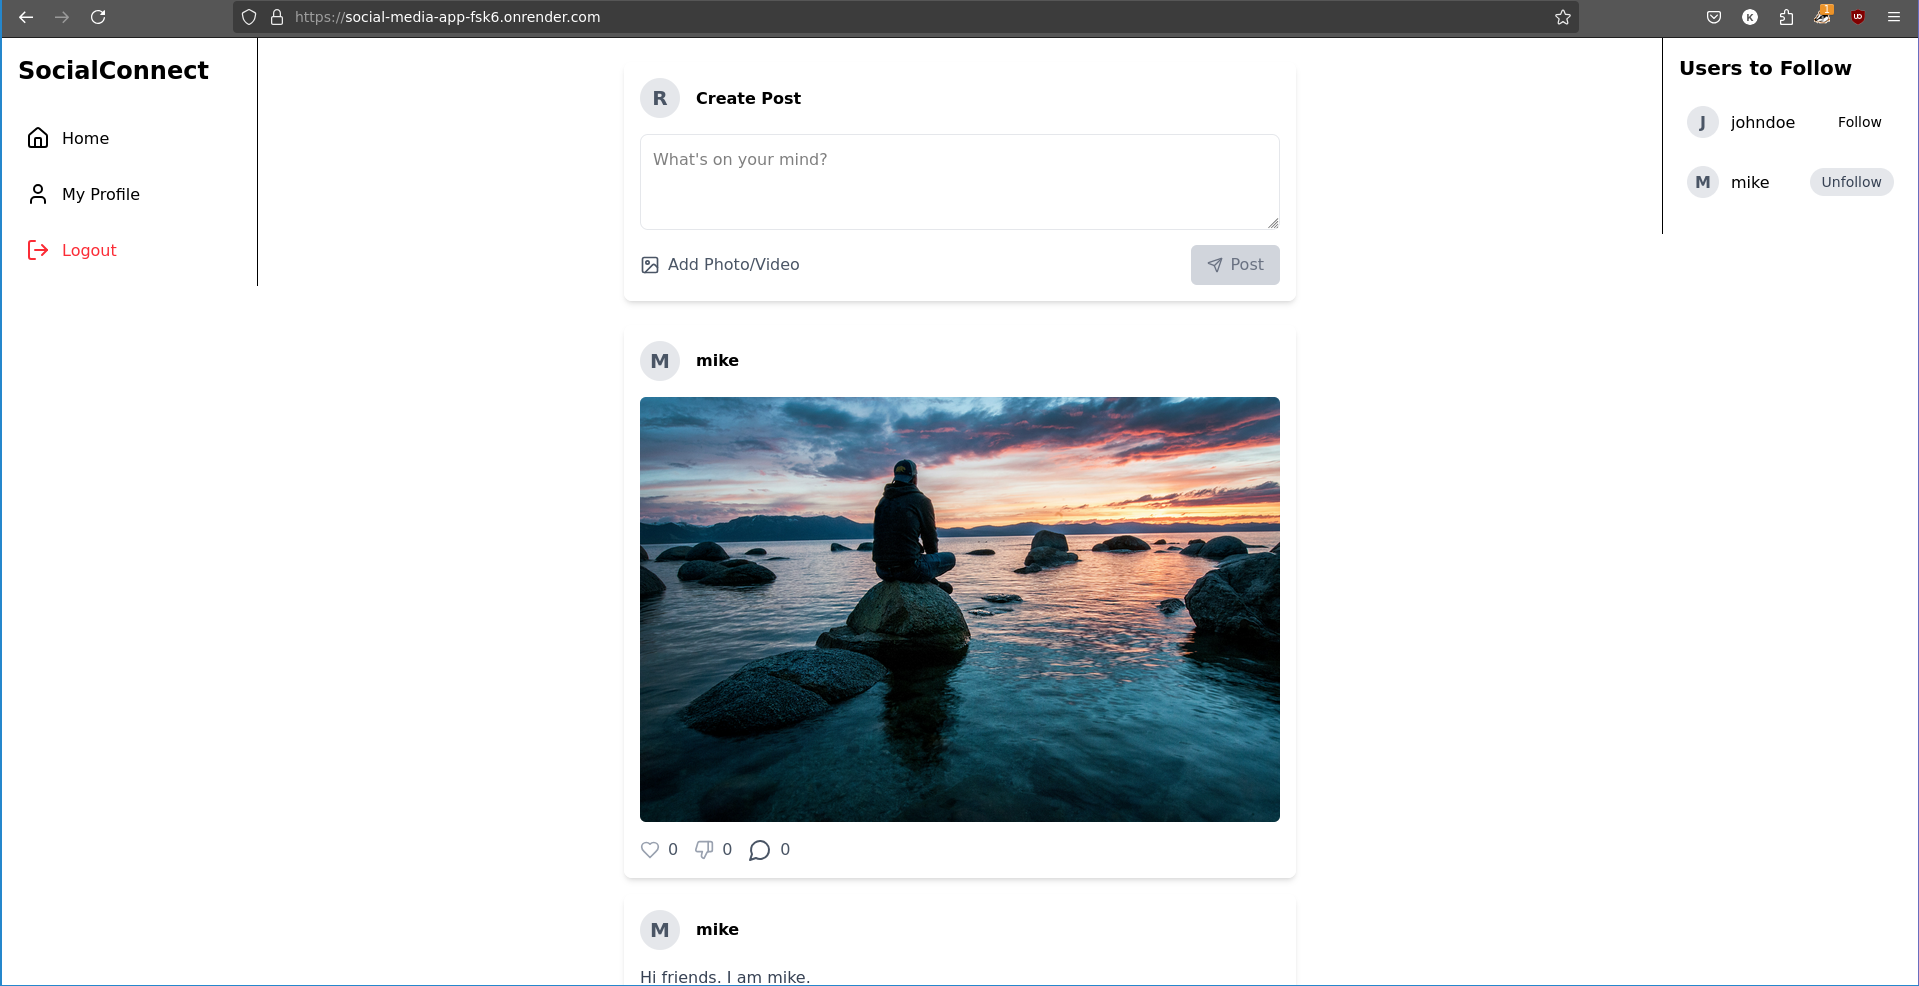 https://social-media-app-fsk6.onrender.com
K
1
UD
SocialConnect
Home
My Profile
Logout
R Create Post
What's on your mind?
Add Photo/Video
Post
M mike
0 0 0
M mike
Hi friends. I am mike.
Users to Follow
J johndoe Follow
M mike Unfollow